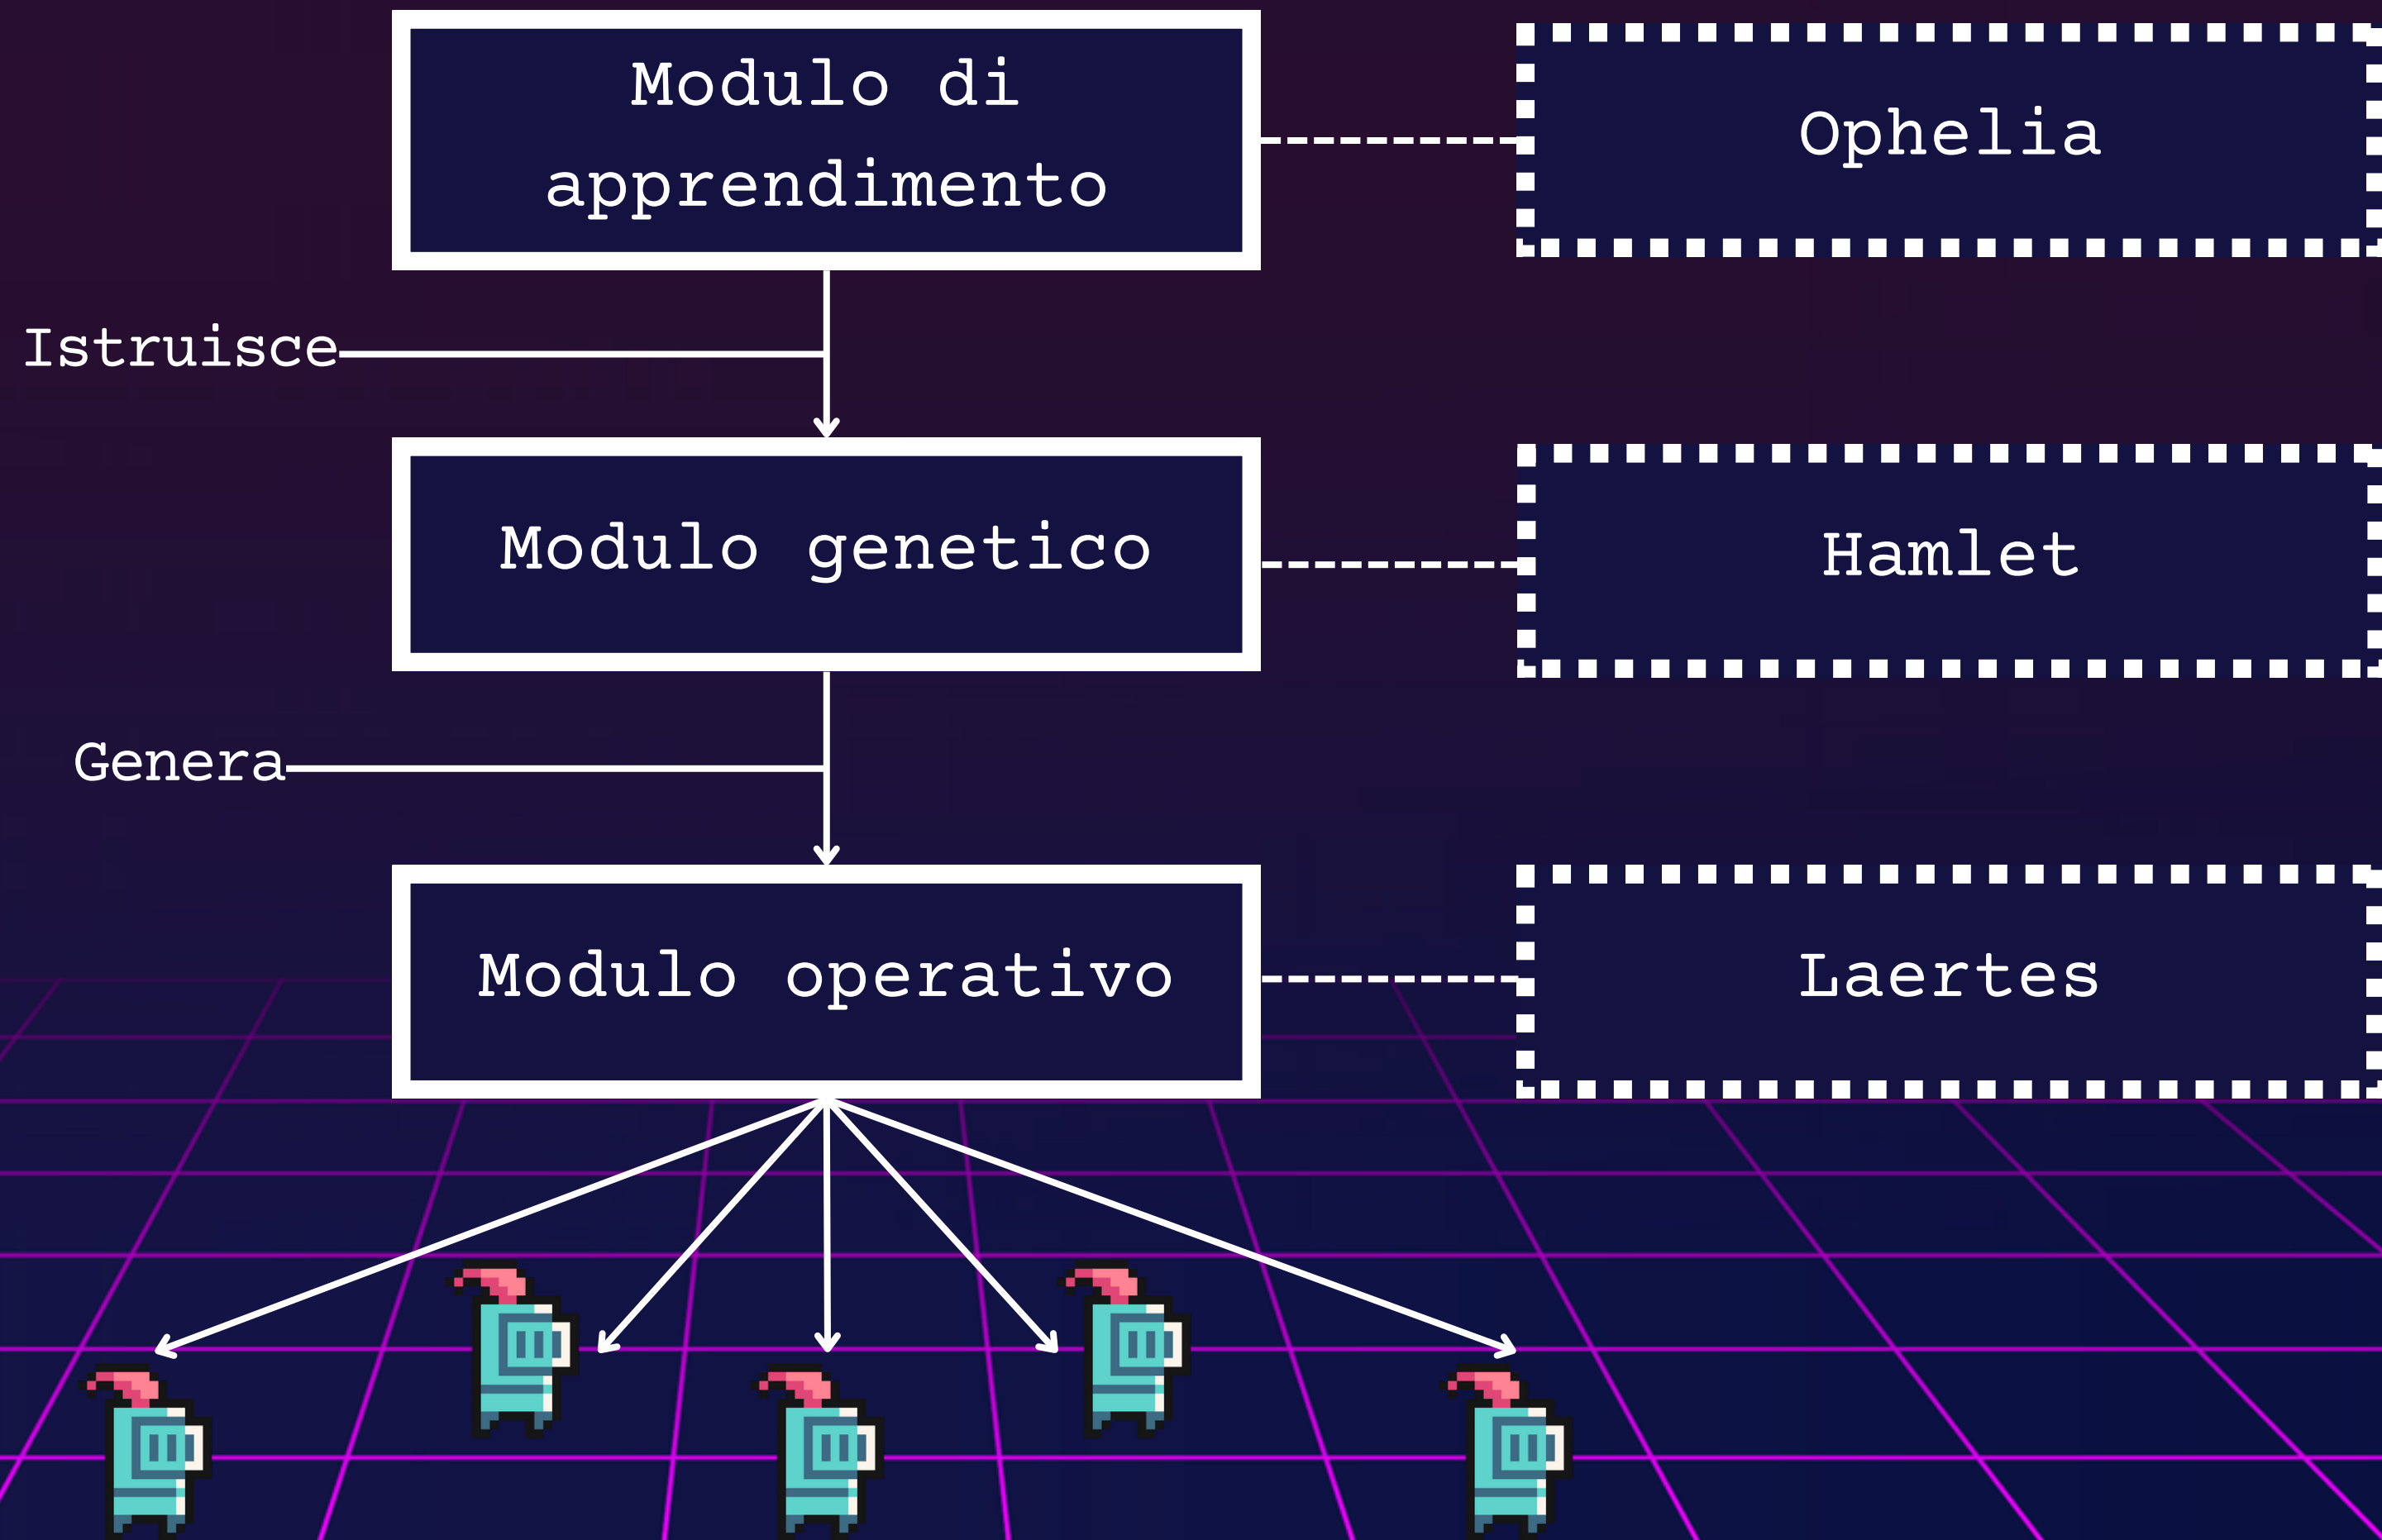 Modulo di
apprendimento
Ophelia
Istruisce
Modulo genetico
Hamlet
Genera
Modulo operativo
Laertes